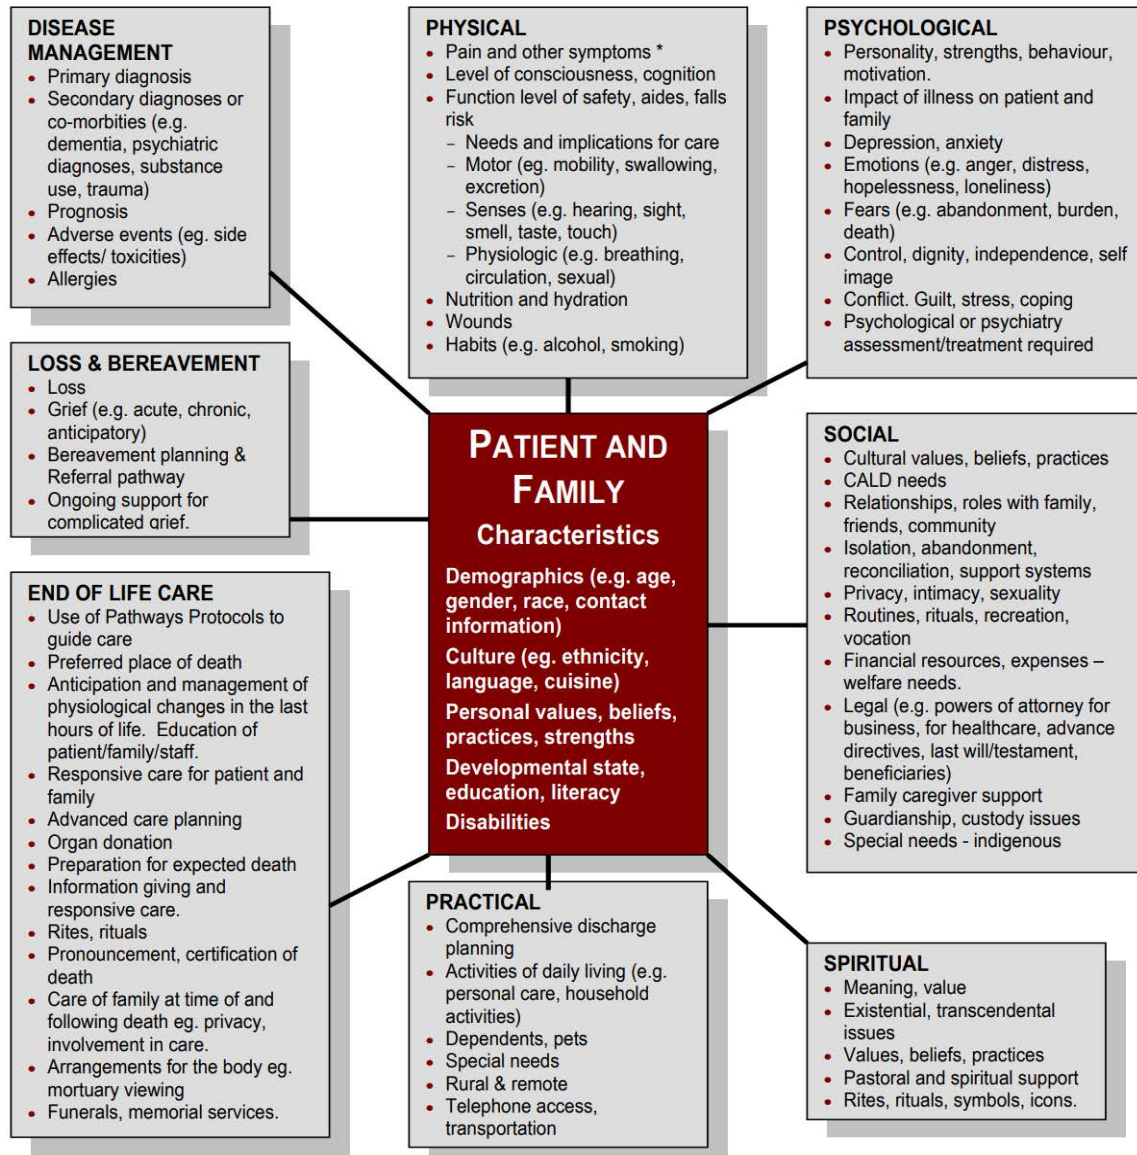 DISEASE
MANAGEMENT
• Primary diagnosis
• Secondary diagnoses or
co-morbities (e.g.
dementia, psychiatric
diagnoses, substance
use, trauma)
• Prognosis
• Adverse events (eg. side
effects/ toxicities)
• Allergies
PHYSICAL
• Pain and other symptoms *
• Level of consciousness, cognition
• Function level of safety, aides, falls
risk
– Needs and implications for care
– Motor (eg. mobility, swallowing,
excretion)
– Senses (e.g. hearing, sight,
smell, taste, touch)
– Physiologic (e.g. breathing,
circulation, sexual)
• Nutrition and hydration
• Wounds
• Habits (e.g. alcohol, smoking)
PSYCHOLOGICAL
• Personality, strengths, behaviour,
motivation.
• Impact of illness on patient and
family
• Depression, anxiety
• Emotions (e.g. anger, distress,
hopelessness, loneliness)
• Fears (e.g. abandonment, burden,
death)
• Control, dignity, independence, self
image
• Conflict. Guilt, stress, coping
• Psychological or psychiatry
assessment/treatment required
LOSS & BEREAVEMENT
• Loss
• Grief (e.g. acute, chronic,
anticipatory)
• Bereavement planning &
Referral pathway
• Ongoing support for
complicated grief.
PATIENT AND
FAMILY
Characteristics
Demographics (e.g. age,
gender, race, contact
information)
Culture (eg. ethnicity,
language, cuisine)
Personal values, beliefs,
practices, strengths
Developmental state,
education, literacy
Disabilities
SOCIAL
• Cultural values, beliefs, practices
• CALD needs
• Relationships, roles with family,
friends, community
• Isolation, abandonment,
reconciliation, support systems
• Privacy, intimacy, sexuality
• Routines, rituals, recreation,
vocation
• Financial resources, expenses –
welfare needs.
• Legal (e.g. powers of attorney for
business, for healthcare, advance
directives, last will/testament,
beneficiaries)
• Family caregiver support
• Guardianship, custody issues
• Special needs - indigenous
END OF LIFE CARE
• Use of Pathways Protocols to
guide care
• Preferred place of death
• Anticipation and management of
physiological changes in the last
hours of life. Education of
patient/family/staff.
• Responsive care for patient and
family
• Advanced care planning
• Organ donation
• Preparation for expected death
• Information giving and
responsive care.
• Rites, rituals
• Pronouncement, certification of
death
• Care of family at time of and
following death eg. privacy,
involvement in care.
• Arrangements for the body eg.
mortuary viewing
• Funerals, memorial services.
PRACTICAL
• Comprehensive discharge
planning
• Activities of daily living (e.g.
personal care, household
activities)
• Dependents, pets
• Special needs
• Rural & remote
• Telephone access,
transportation
SPIRITUAL
• Meaning, value
• Existential, transcendental
issues
• Values, beliefs, practices
• Pastoral and spiritual support
• Rites, rituals, symbols, icons.